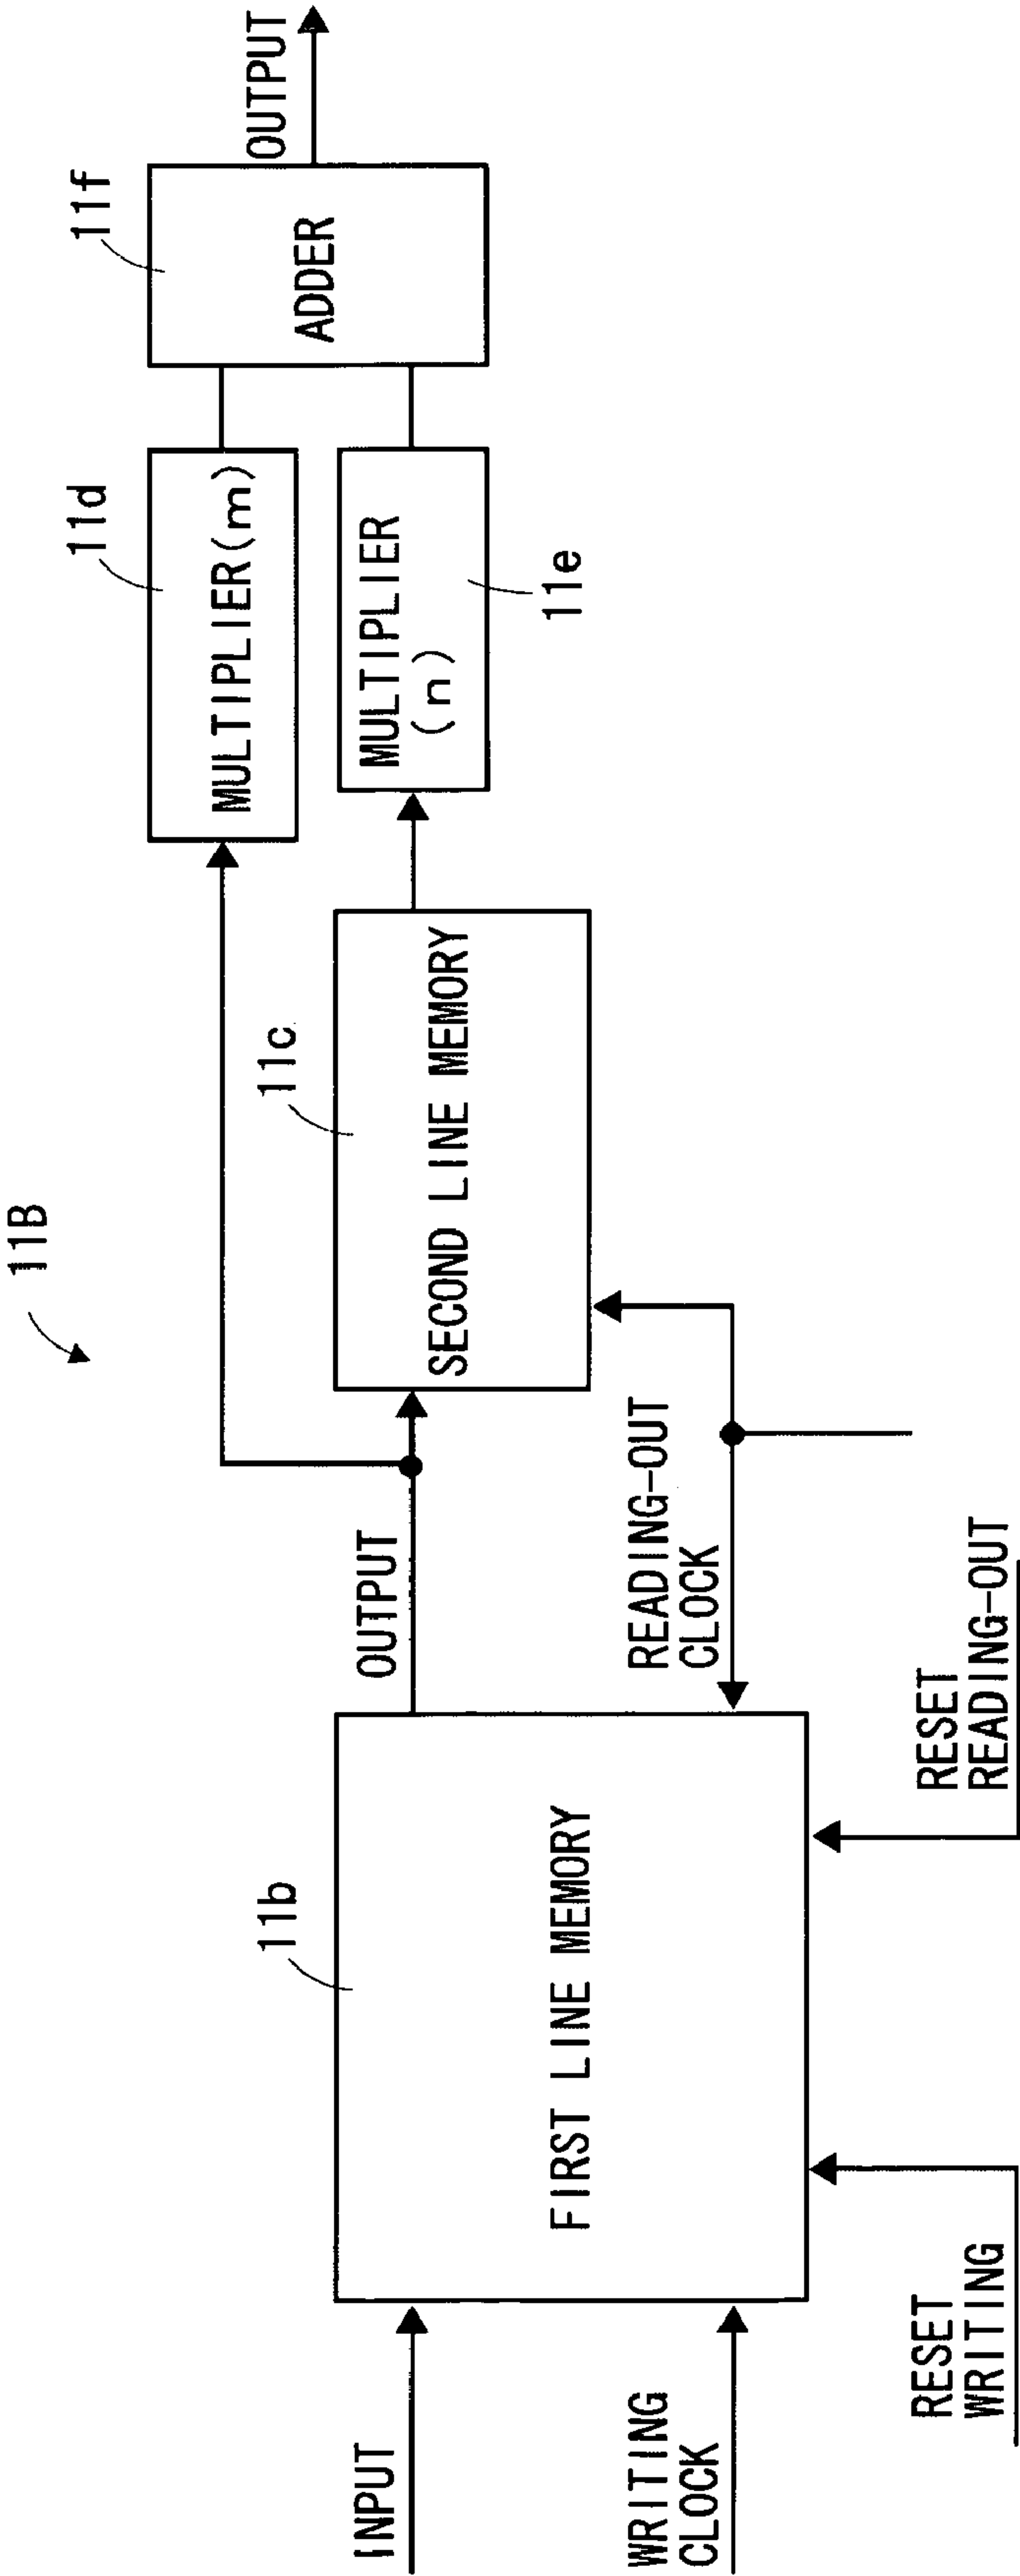 11B
INPUT
WRITING
CLOCK
RESET
WRITING
11b
FIRST LINE MEMORY
RESET
READING-OUT
OUTPUT
READING-OUT
CLOCK
11c
SECOND LINE MEMORY
11d
MULTIPLIER(m)
MULTIPLIER
(n)
11e
11f
ADDER
OUTPUT